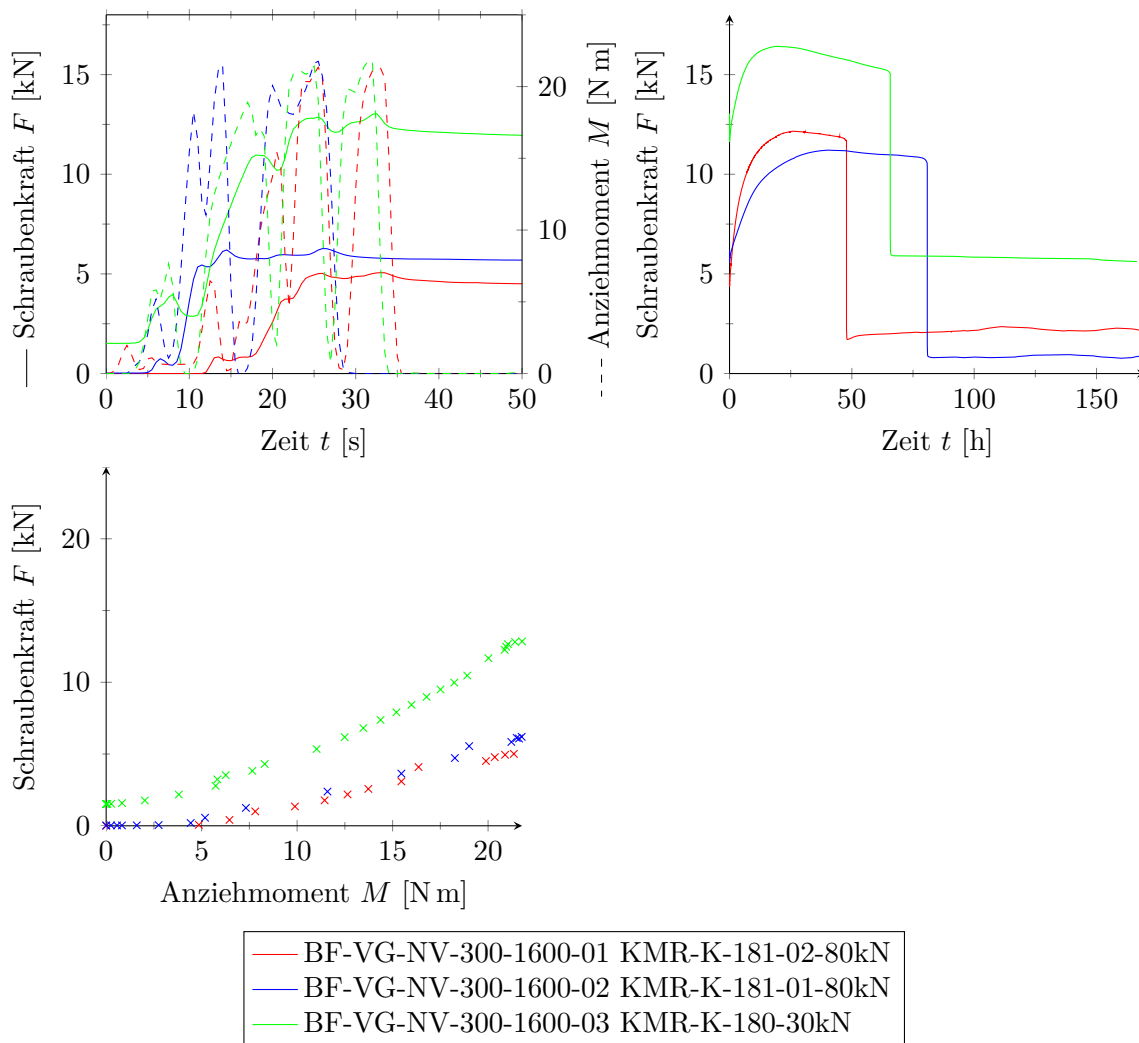 Schraubenkraft F [kN]
15
10
5
0
0 10 20 30 40 50
Zeit t [s]
20
10
0
Anziehmoment M [N m]
Schraubenkraft F [kN]
15
10
5
0
0 50 100 150
Zeit t [h]
Schraubenkraft F [kN]
20
10
0
0 5 10 15 20
Anziehmoment M [N m]
BF-VG-NV-300-1600-01 KMR-K-181-02-80kN
BF-VG-NV-300-1600-02 KMR-K-181-01-80kN
BF-VG-NV-300-1600-03 KMR-K-180-30kN